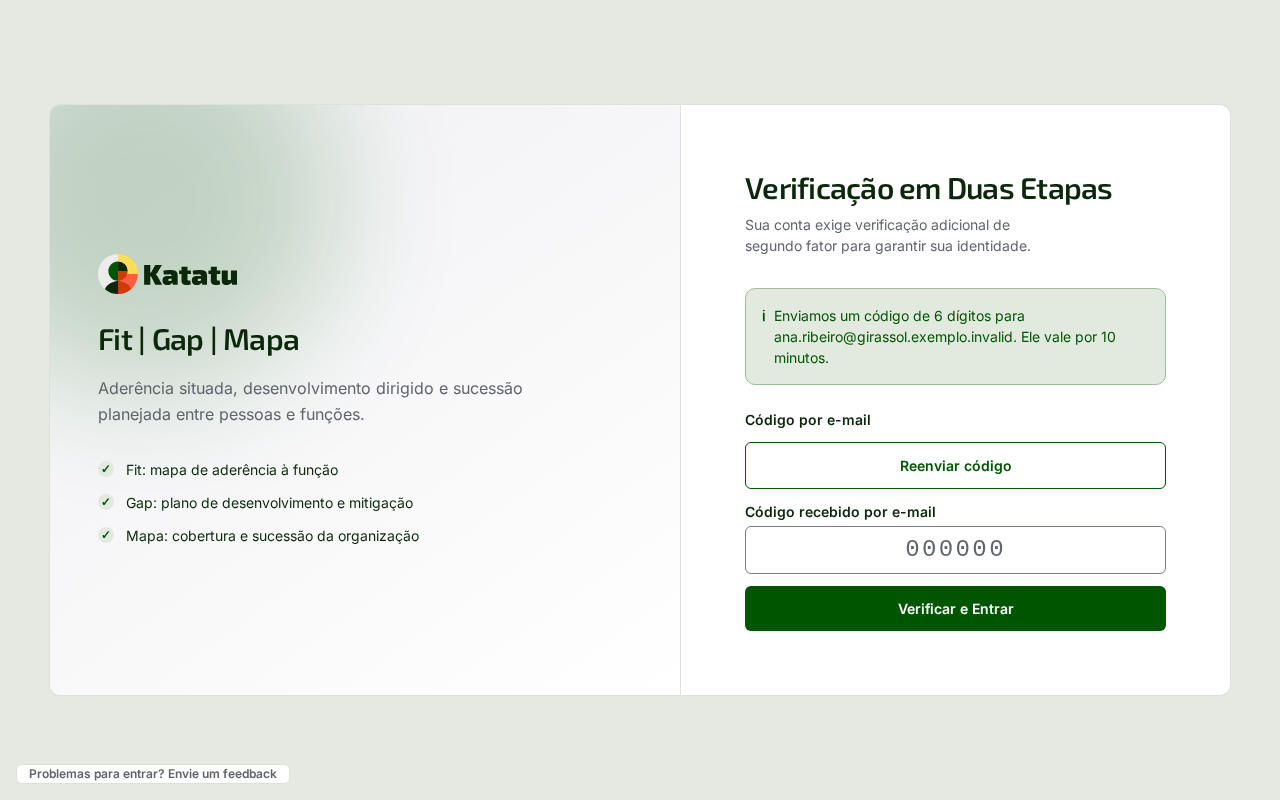 Katatu
Fit | Gap | Mapa
Aderência situada, desenvolvimento dirigido e sucessão
planejada entre pessoas e funções.
✓ Fit: mapa de aderência à função
✓ Gap: plano de desenvolvimento e mitigação
✓ Mapa: cobertura e sucessão da organização
Verificação em Duas Etapas
Sua conta exige verificação adicional de
segundo fator para garantir sua identidade.
i Enviamos um código de 6 dígitos para
ana.ribeiro@girassol.exemplo.invalid. Ele vale por 10
minutos.
Código por e-mail
Reenviar código
Código recebido por e-mail
000000
Verificar e Entrar
Problemas para entrar? Envie um feedback